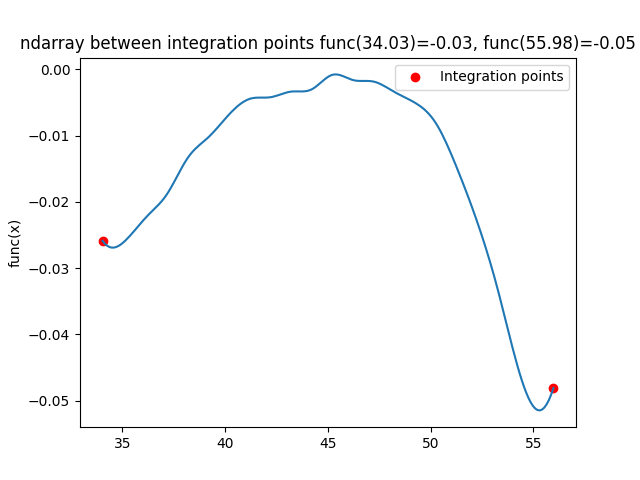 ndarray between integration points func(34.03)=-0.03, func(55.98)=-0.05
Integration points
0.00
−0.01
−0.02
−0.03
−0.04
−0.05
func(x)
35 40 45 50 55